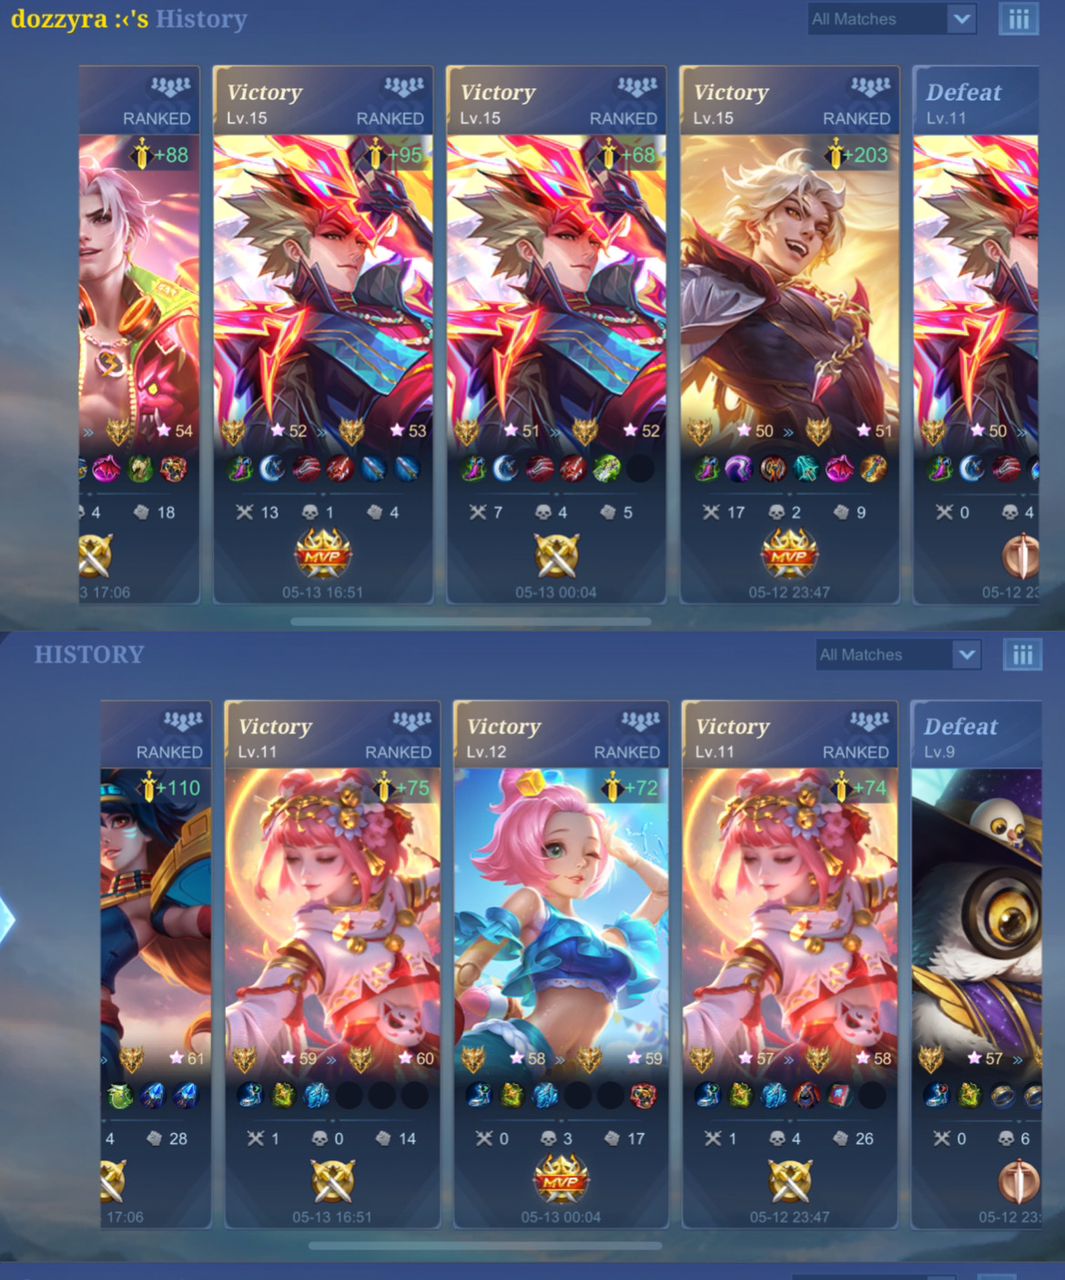 dozzyra :‹'s History
All Matches
RANKED
Victory
Lv.15
RANKED
Victory
Lv.15
RANKED
Victory
Lv.15
RANKED
Defeat
Lv.11
+88
+95
+68
+203
» 54
52 » 53
51 » 52
50 » 51
50
4 18
13 1 4
7 4 5
17 2 9
0 4
MVP
MVP
3 17:06
05-13 16:51
05-13 00:04
05-12 23:47
05-12 23
HISTORY
All Matches
RANKED
Victory
Lv.11
RANKED
Victory
Lv.12
RANKED
Victory
Lv.11
RANKED
Defeat
Lv.9
+110
+75
+72
+74
» 61
59 » 60
58 » 59
57 » 58
57 »
4 28
1 0 14
0 3 17
1 4 26
0 6
MVP
17:06
05-13 16:51
05-13 00:04
05-12 23:47
05-12 23: